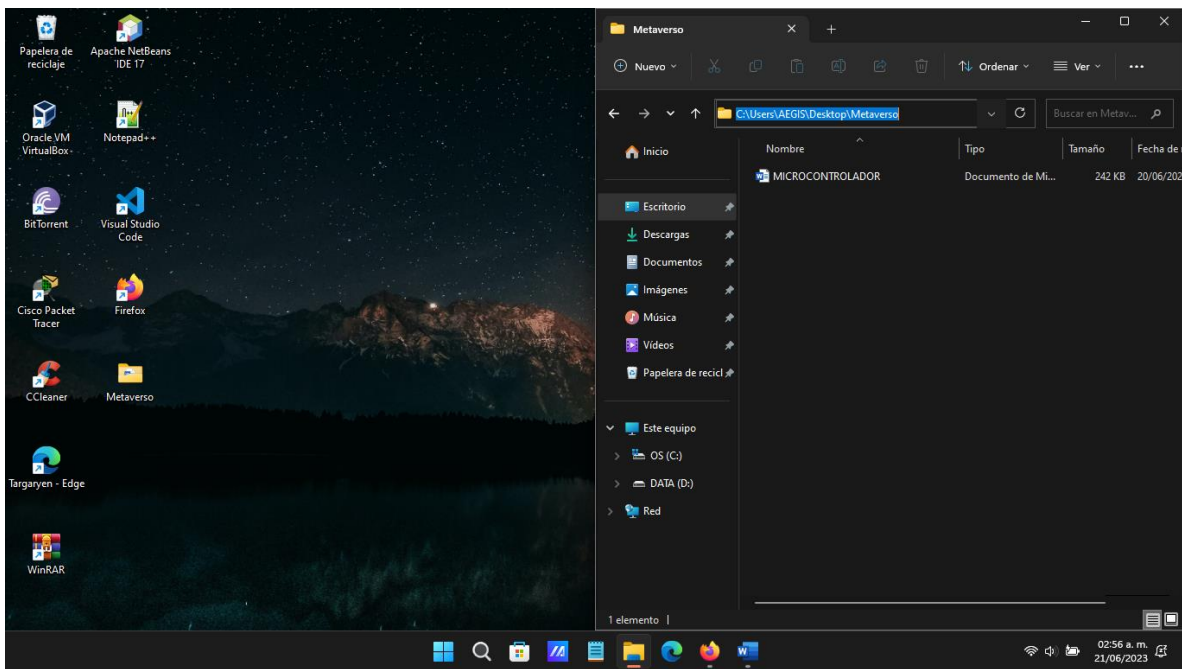 Papelera de
reciclaje
Apache NetBeans
IDE 17
Oracle VM
VirtualBox
Notepad++
BitTorrent
Visual Studio
Code
Cisco Packet
Tracer
Firefox
CCleaner
Metaverso
Targaryen - Edge
WinRAR
Metaverso
Nuevo
Ordenar
Ver
C:\Users\AEGIS\Desktop\Metaverso
Buscar en Metav...
Nombre Tipo Tamaño Fecha de
MICROCONTROLADOR Documento de Mi... 242 KB 20/06/202
Inicio
Escritorio
Descargas
Documentos
Imágenes
Música
Vídeos
Papelera de recicl
Este equipo
OS (C:)
DATA (D:)
Red
1 elemento
02:56 a. m.
21/06/2023